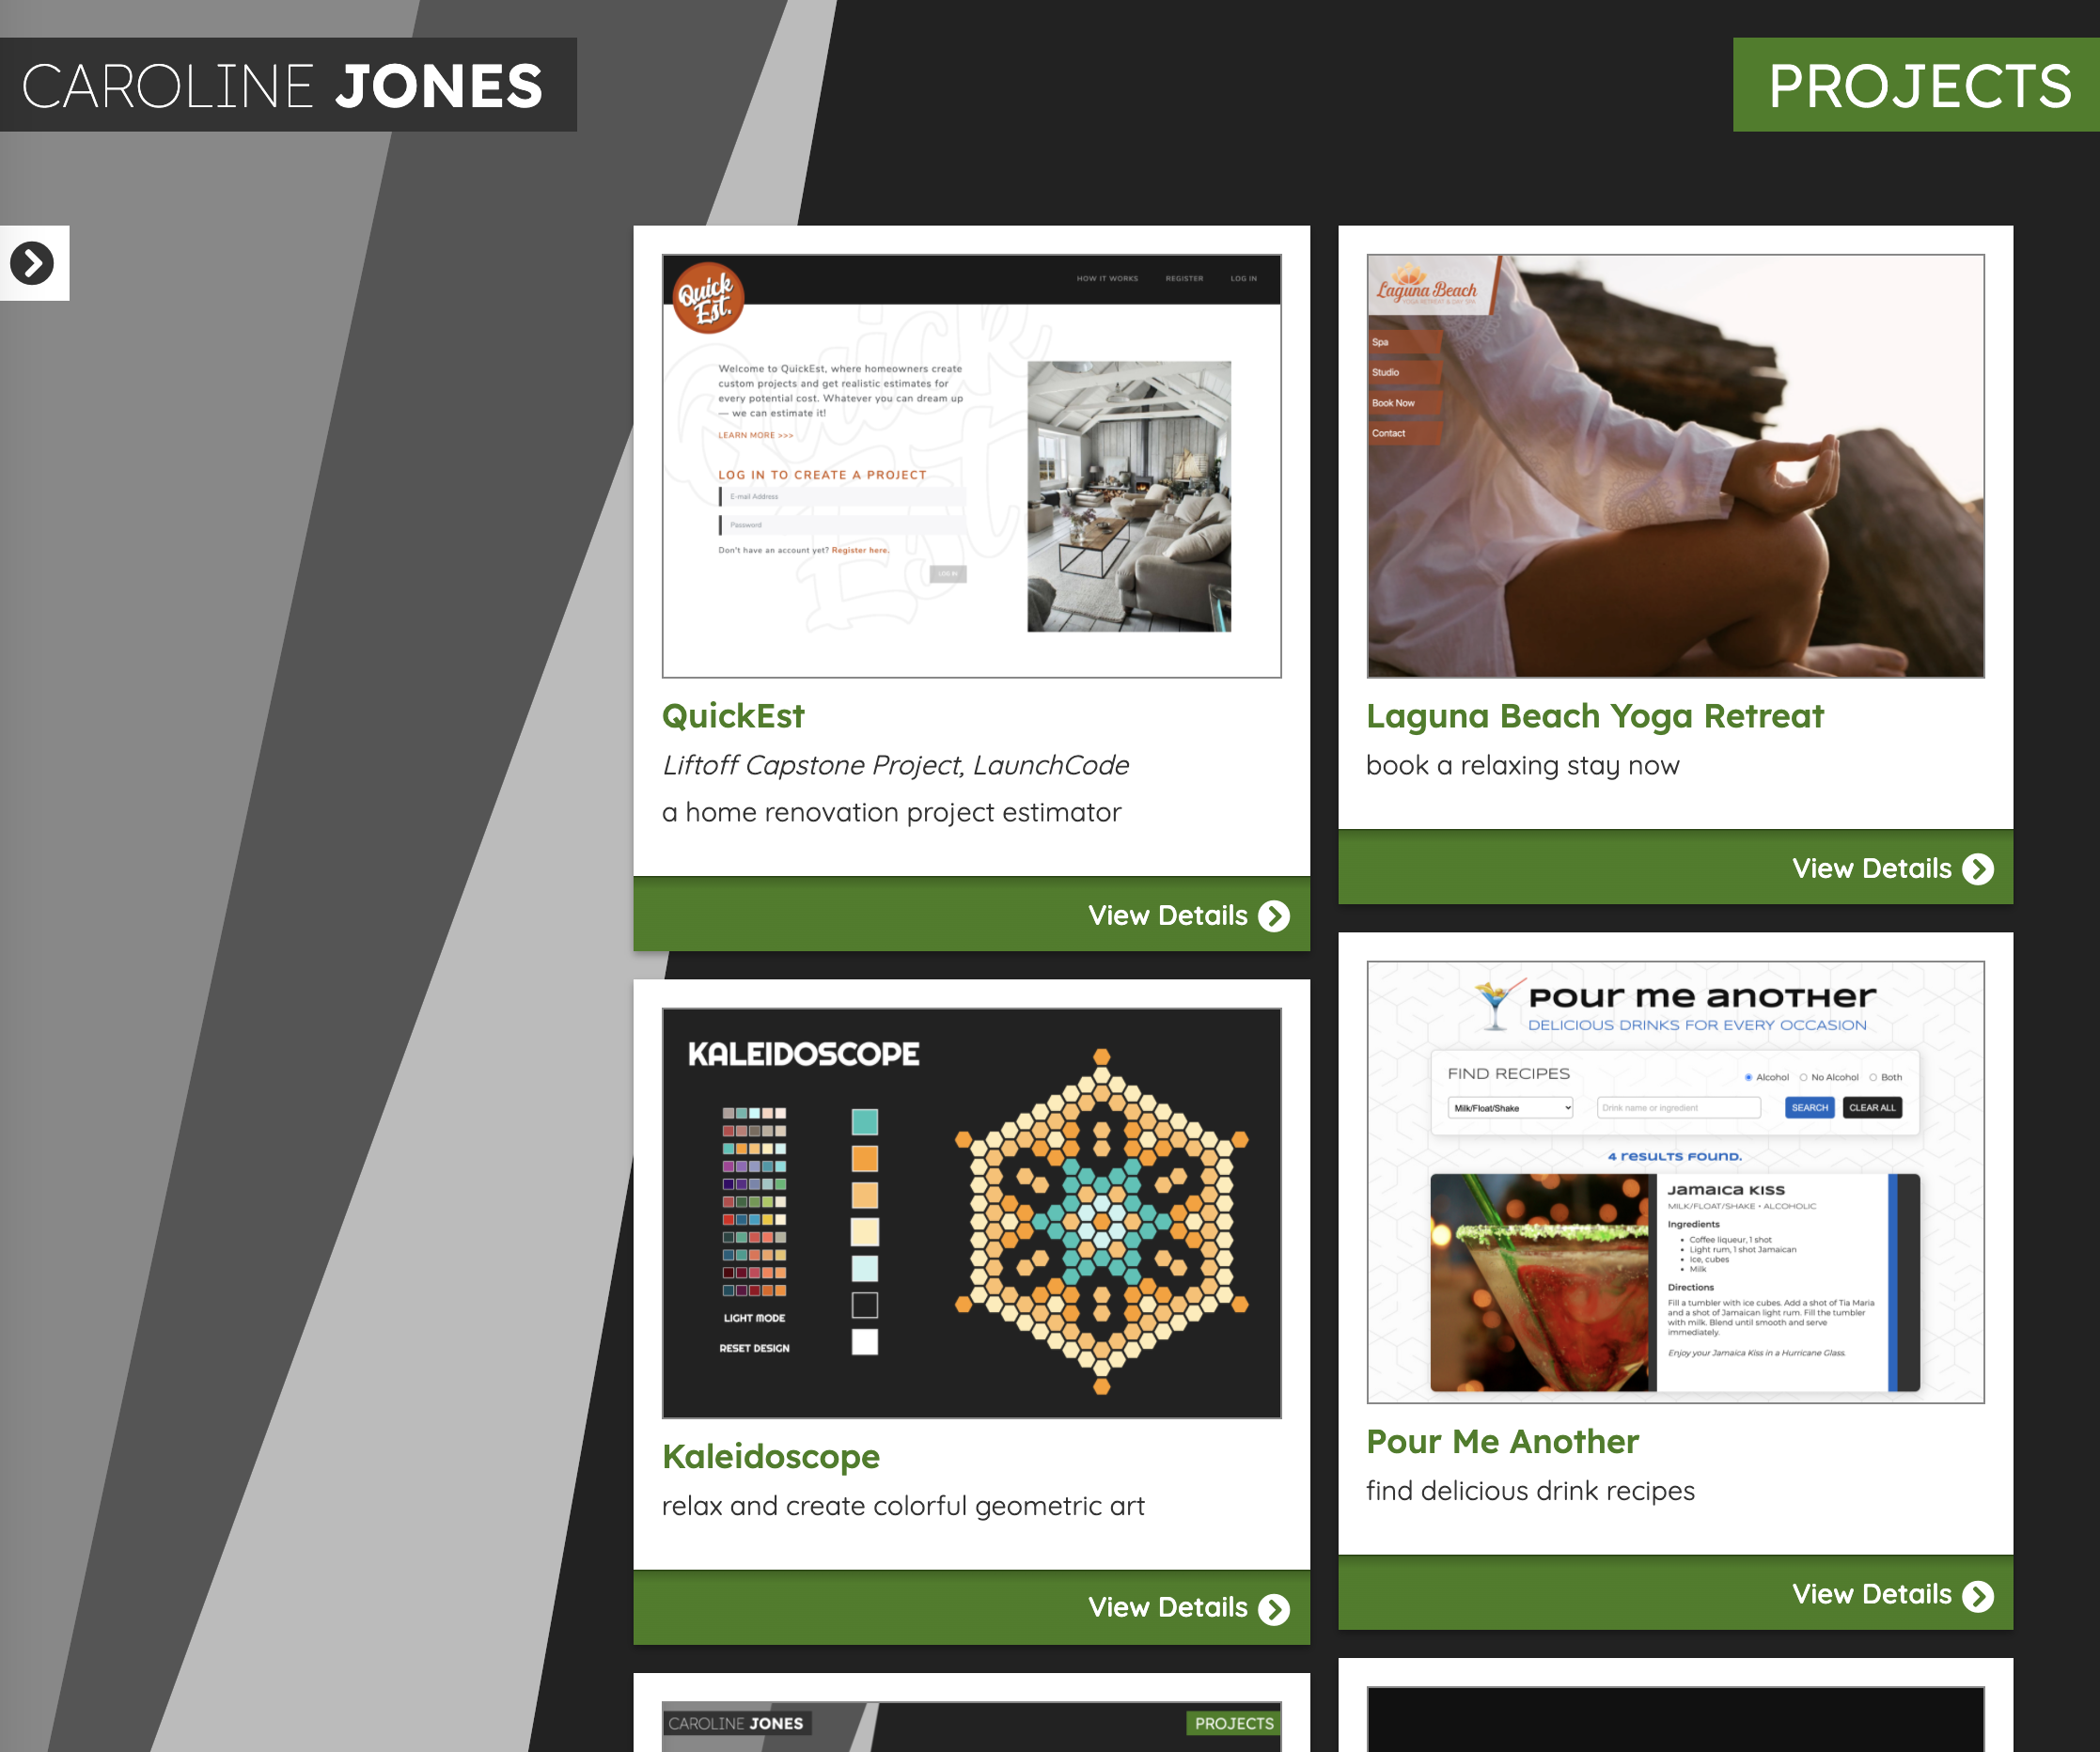 CAROLINE JONES
PROJECTS
Quick
Est.
HOW IT WORKS REGISTER LOG IN
Quick
Est
Welcome to QuickEst, where homeowners create
custom projects and get realistic estimates for
every potential cost. Whatever you can dream up
— we can estimate it!
LEARN MORE >>>
LOG IN TO CREATE A PROJECT
E-mail Address
Password
Don't have an account yet? Register here.
LOG IN
QuickEst
Liftoff Capstone Project, LaunchCode
a home renovation project estimator
View Details
Laguna Beach
YOGA RETREAT & DAY SPA
Spa
Studio
Book Now
Contact
Laguna Beach Yoga Retreat
book a relaxing stay now
View Details
KALEIDOSCOPE
LIGHT MODE
RESET DESIGN
Kaleidoscope
relax and create colorful geometric art
View Details
POUR ME ANOTHER
DELICIOUS DRINKS FOR EVERY OCCASION
FIND RECIPES
Alcohol No Alcohol Both
Milk/Float/Shake
Drink name or ingredient
SEARCH CLEAR ALL
4 RESULTS FOUND.
JAMAICA KISS
MILK/FLOAT/SHAKE • ALCOHOLIC
Ingredients
• Coffee liqueur, 1 shot
• Light rum, 1 shot Jamaican
• Ice, cubes
• Milk
Directions
Fill a tumbler with ice cubes. Add a shot of Tia Maria
and a shot of Jamaican light rum. Fill the tumbler
with milk. Blend until smooth and serve
immediately.
Enjoy your Jamaica Kiss in a Hurricane Glass.
Pour Me Another
find delicious drink recipes
View Details
CAROLINE JONES
PROJECTS